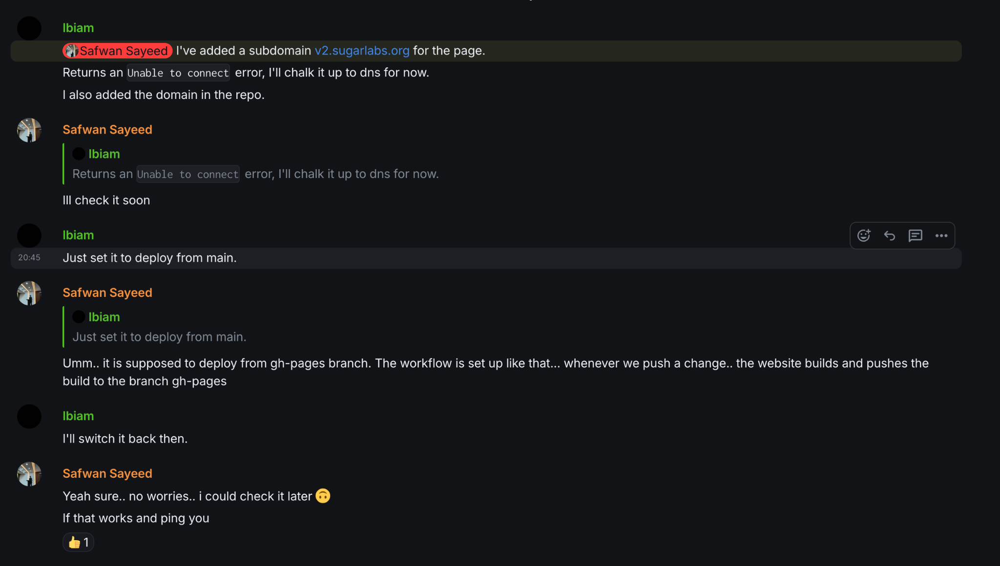 Ibiam
Safwan Sayeed I've added a subdomain v2.sugarlabs.org for the page.
Returns an Unable to connect error, I'll chalk it up to dns for now.
I also added the domain in the repo.
Safwan Sayeed
Ibiam
Returns an Unable to connect error, I'll chalk it up to dns for now.
Ill check it soon
Ibiam
20:45 Just set it to deploy from main.
Safwan Sayeed
Ibiam
Just set it to deploy from main.
Umm.. it is supposed to deploy from gh-pages branch. The workflow is set up like that... whenever we push a change.. the website builds and pushes the
build to the branch gh-pages
Ibiam
I'll switch it back then.
Safwan Sayeed
Yeah sure.. no worries.. i could check it later 🙃
If that works and ping you
👍 1